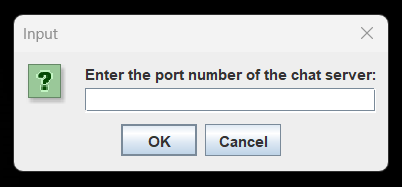 Input
Enter the port number of the chat server:
OK
Cancel